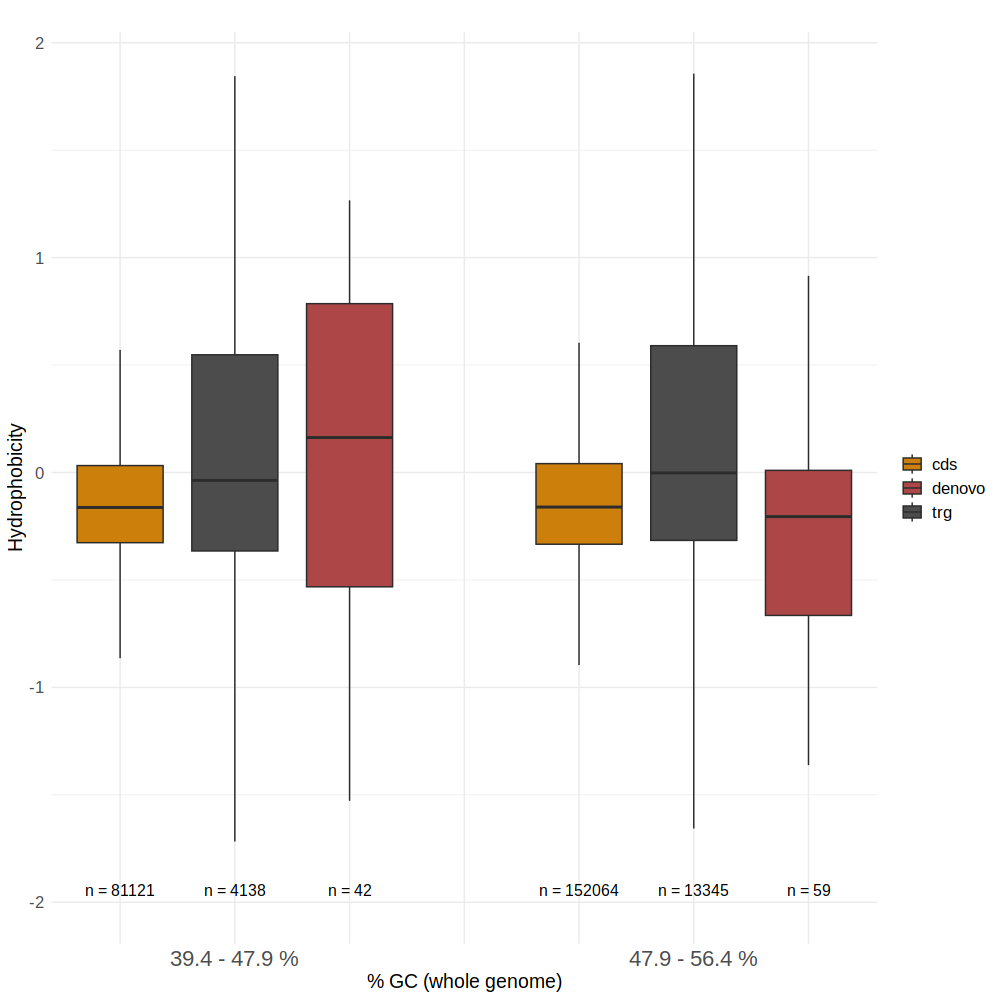 2
1
0
-1
-2
Hydrophobicity
n = 81121
n = 4138
n = 42
n = 152064
n = 13345
n = 59
39.4 - 47.9 %
47.9 - 56.4 %
% GC (whole genome)
cds
denovo
trg